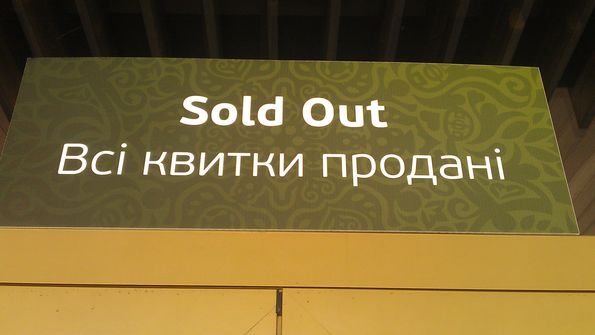 Sold Out
Всі квитки продані